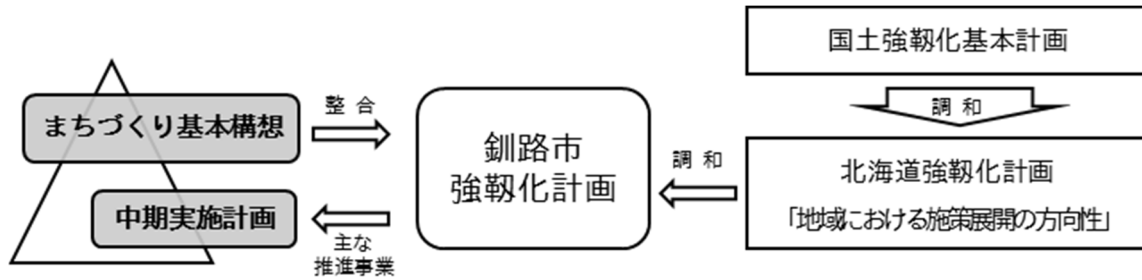 まちづくり基本構想
中期実施計画
整 合
主な
推進事業
釧路市
強靱化計画
調 和
国土強靱化基本計画
調 和
北海道強靱化計画
「地域における施策展開の方向性」